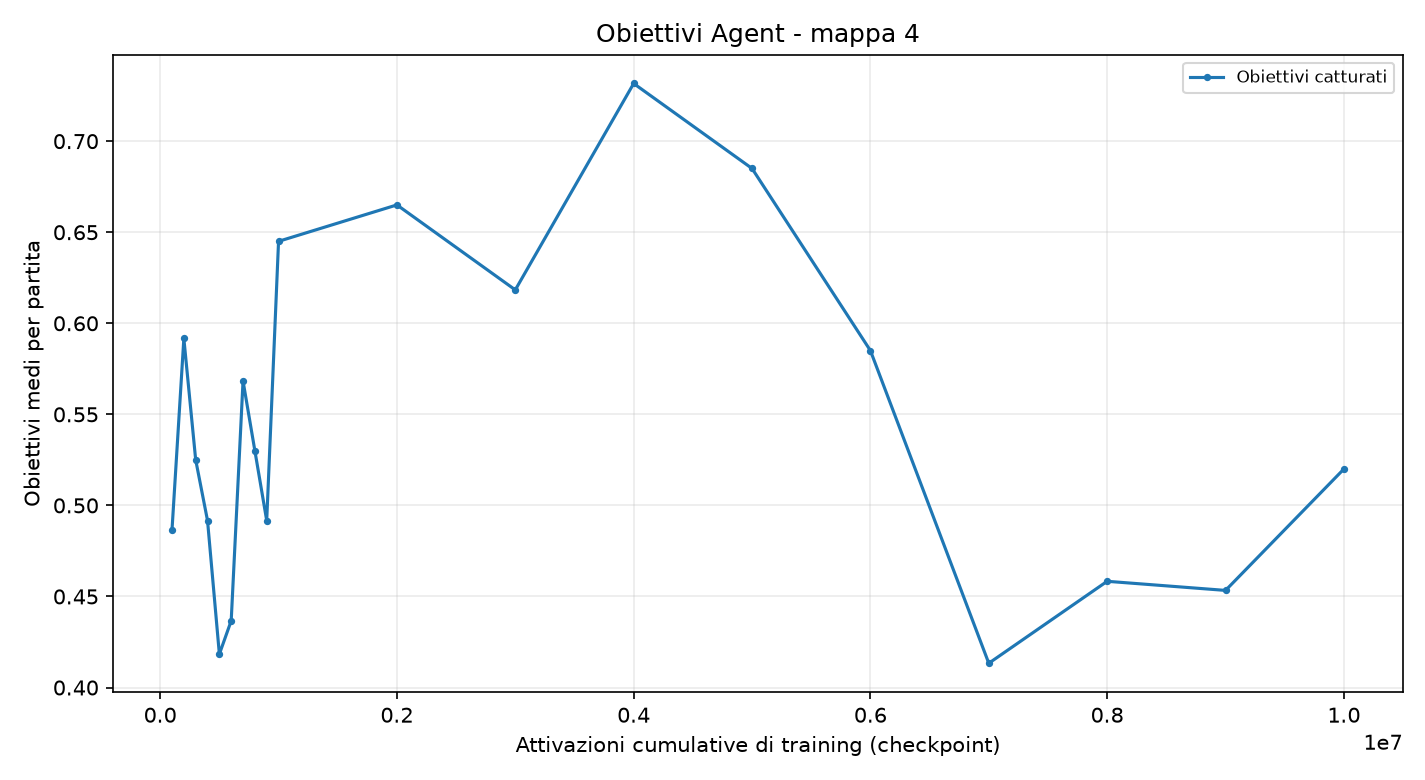 Obiettivi Agent - mappa 4
Obiettivi catturati
Obiettivi medi per partita
0.70
0.65
0.60
0.55
0.50
0.45
0.40
0.0 0.2 0.4 0.6 0.8 1.0
1e7
Attivazioni cumulative di training (checkpoint)